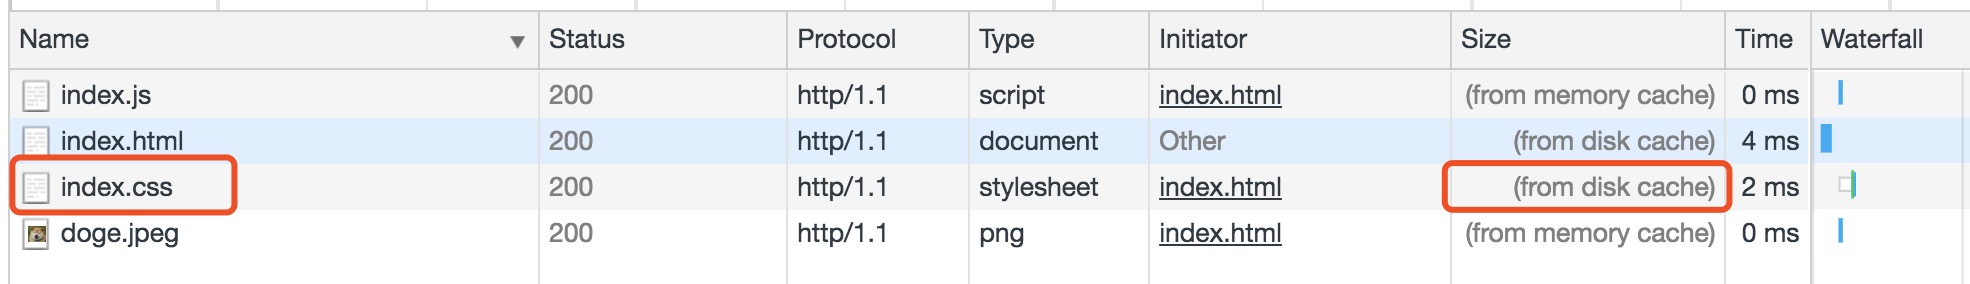 Name Status Protocol Type Initiator Size Time Waterfall
index.js 200 http/1.1 script index.html (from memory cache) 0 ms
index.html 200 http/1.1 document Other (from disk cache) 4 ms
index.css 200 http/1.1 stylesheet index.html (from disk cache) 2 ms
doge.jpeg 200 http/1.1 png index.html (from memory cache) 0 ms